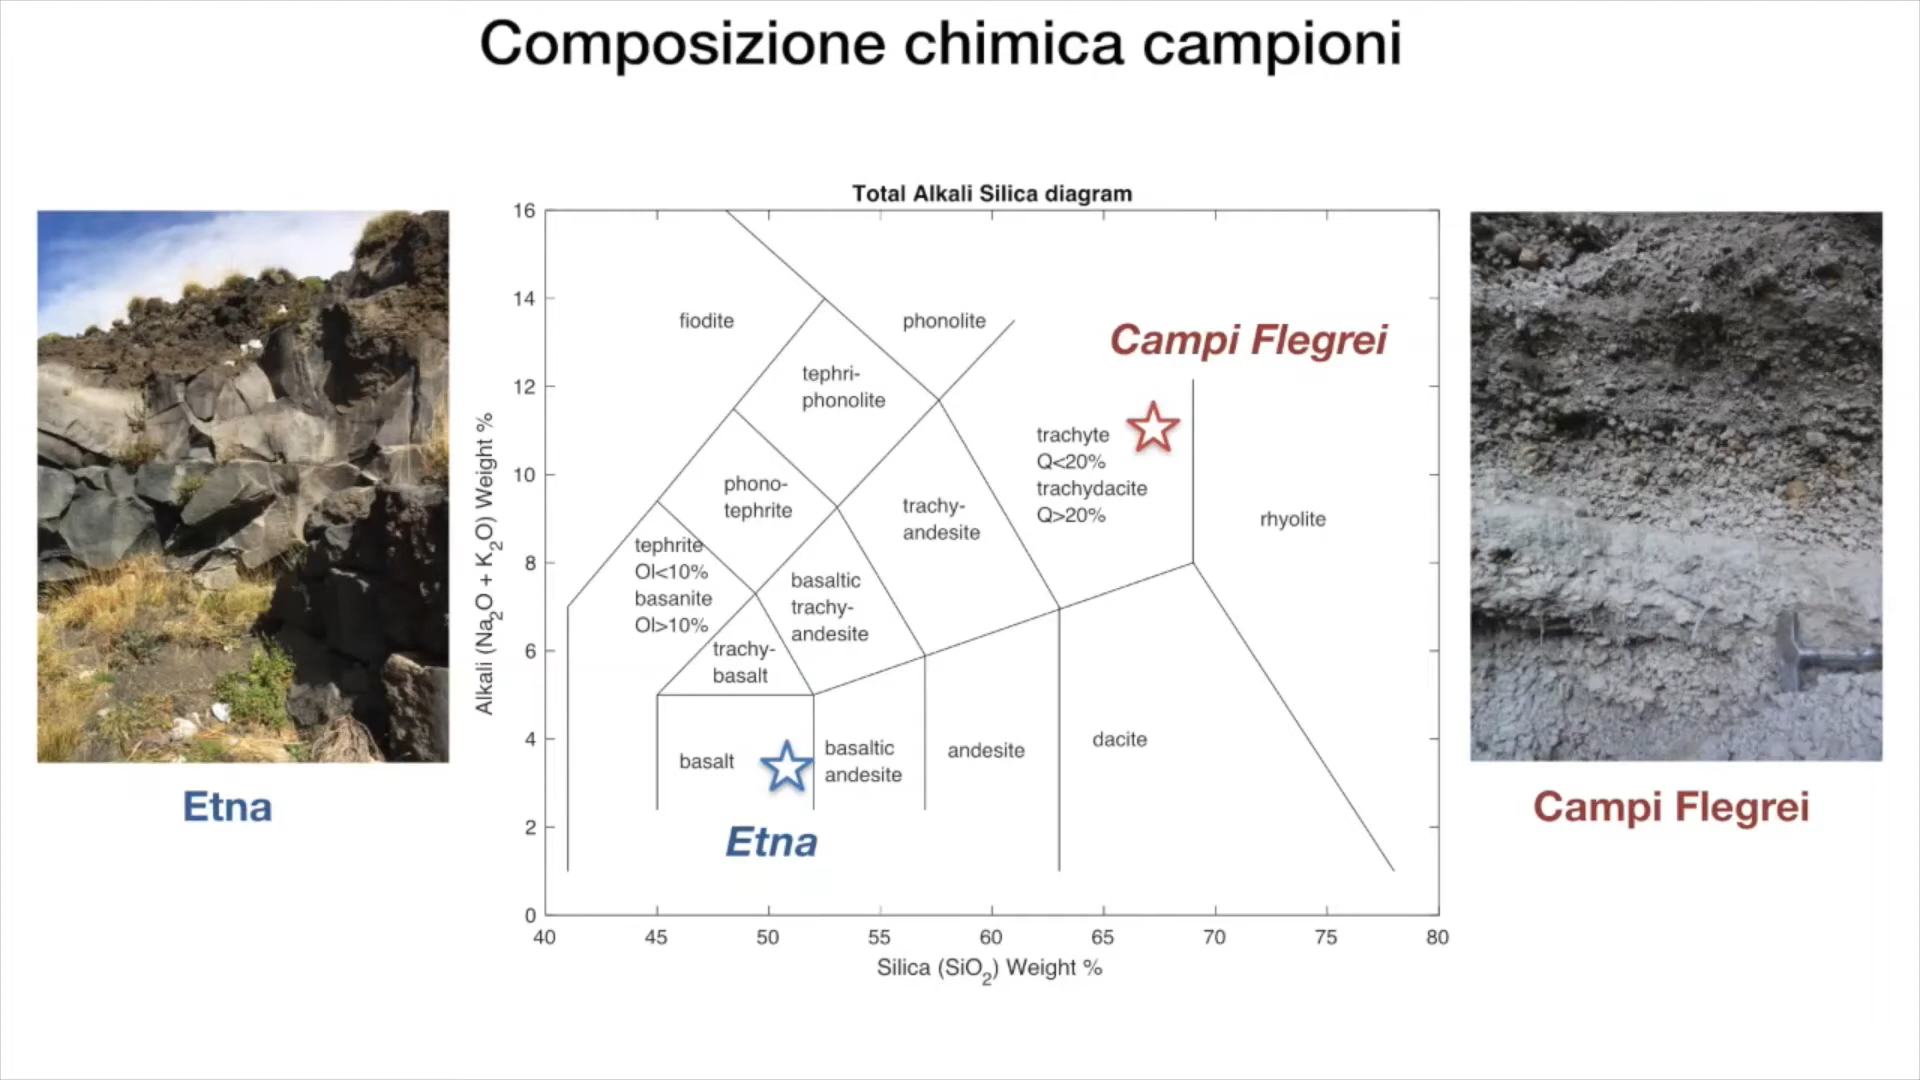 Composizione chimica campioni
Total Alkali Silica diagram
16
14
12
10
8
6
4
2
0
Alkali (Na2O + K2O) Weight %
fiodite
phonolite
Campi Flegrei
tephri-
phonolite
trachyte
Q<20%
trachydacite
Q>20%
phono-
tephrite
trachy-
andesite
rhyolite
tephrite
Ol<10%
basanite
Ol>10%
basaltic
trachy-
andesite
trachy-
basalt
basalt
basaltic
andesite
andesite
dacite
Etna
40 45 50 55 60 65 70 75 80
Silica (SiO2) Weight %
Etna
Campi Flegrei